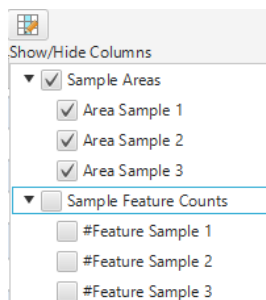 Show/Hide Columns
Sample Areas
Area Sample 1
Area Sample 2
Area Sample 3
Sample Feature Counts
#Feature Sample 1
#Feature Sample 2
#Feature Sample 3